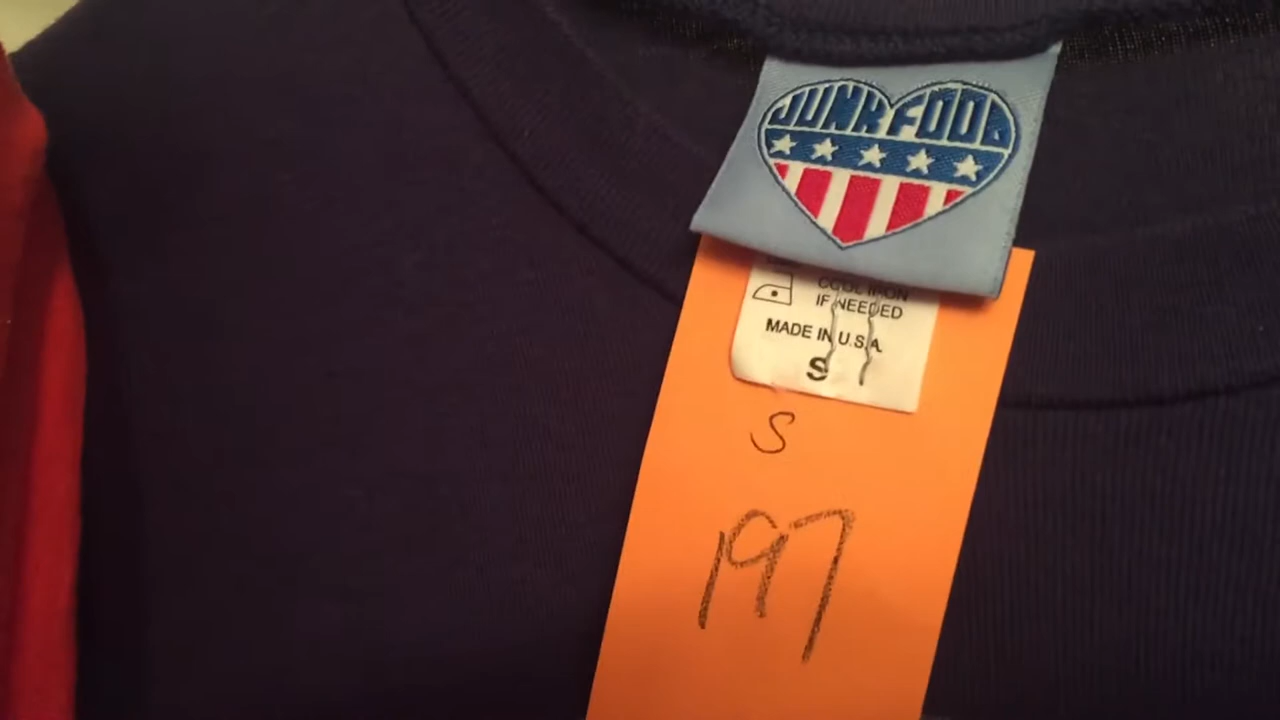 JUNK FOOD
COOL IRON
IF NEEDED
MADE IN U.S.A.
S
S
197